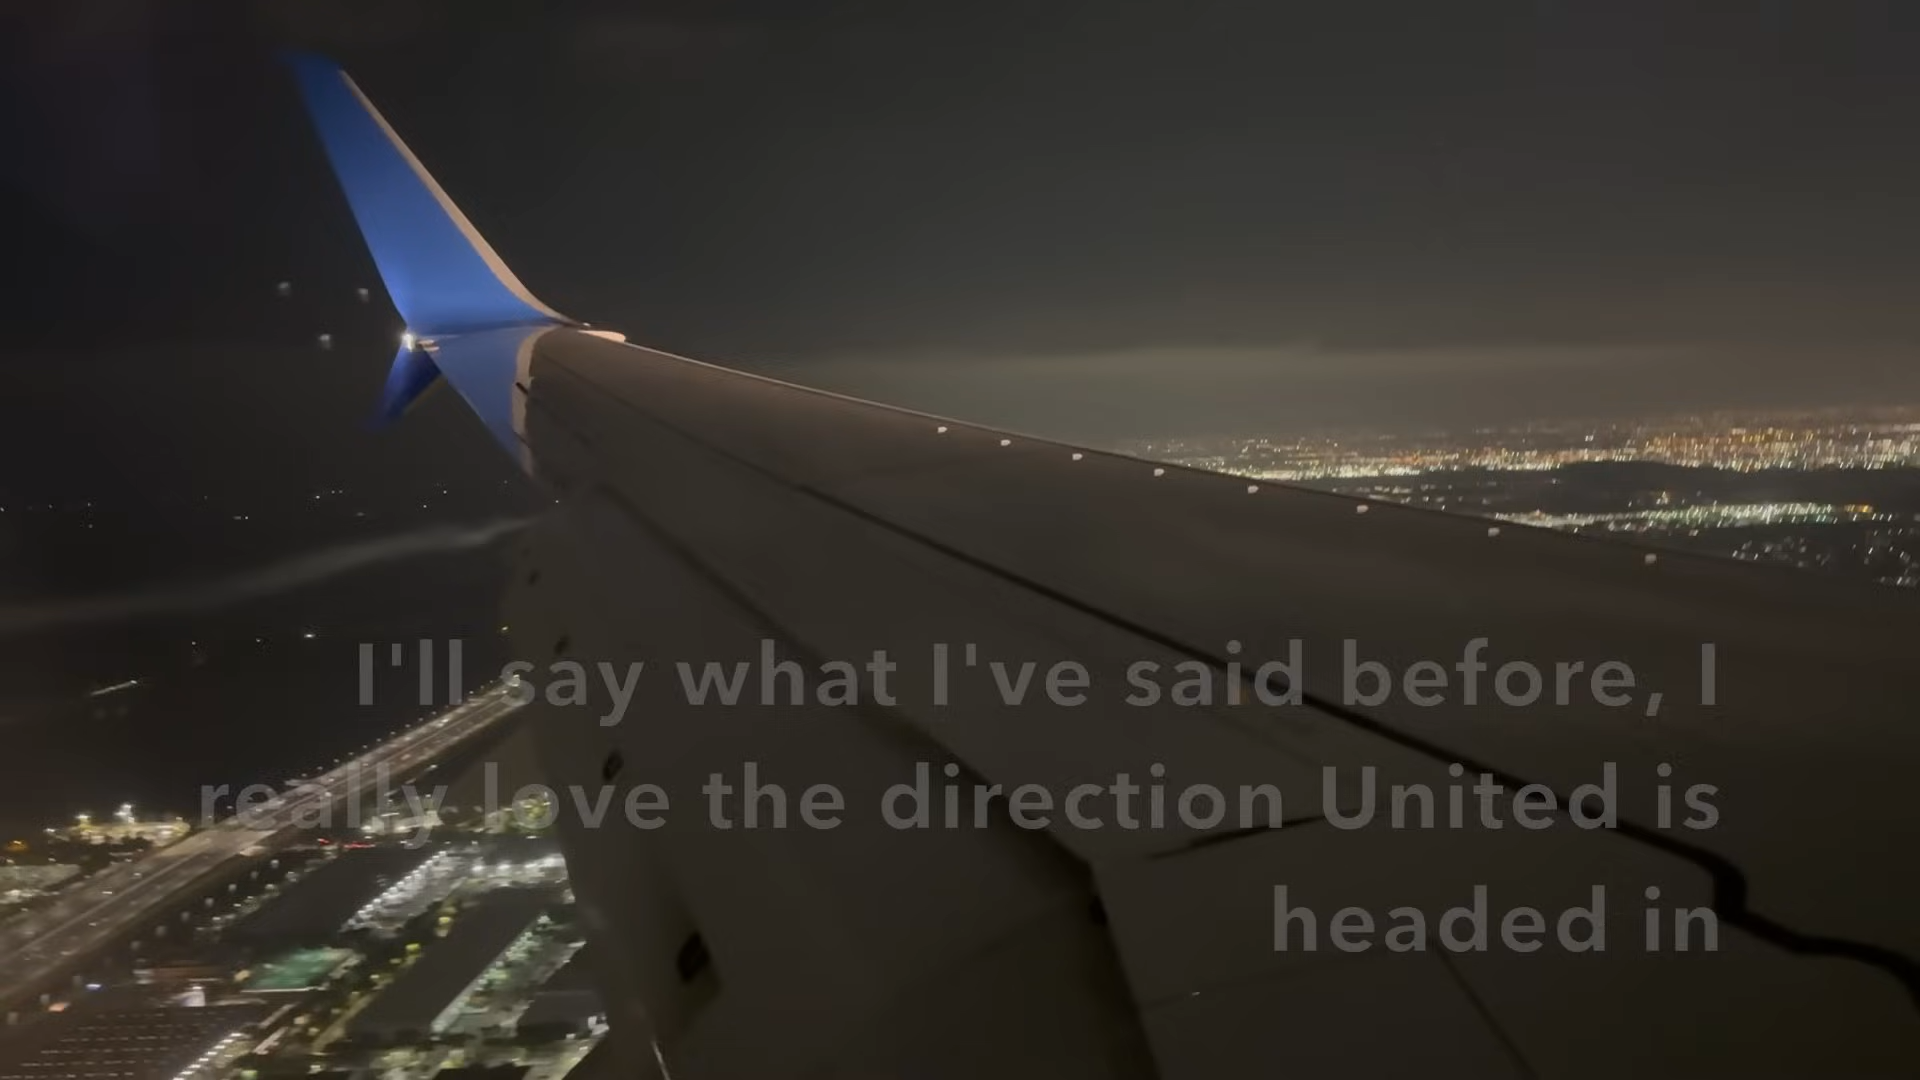 I'll say what I've said before, I
really love the direction United is
headed in